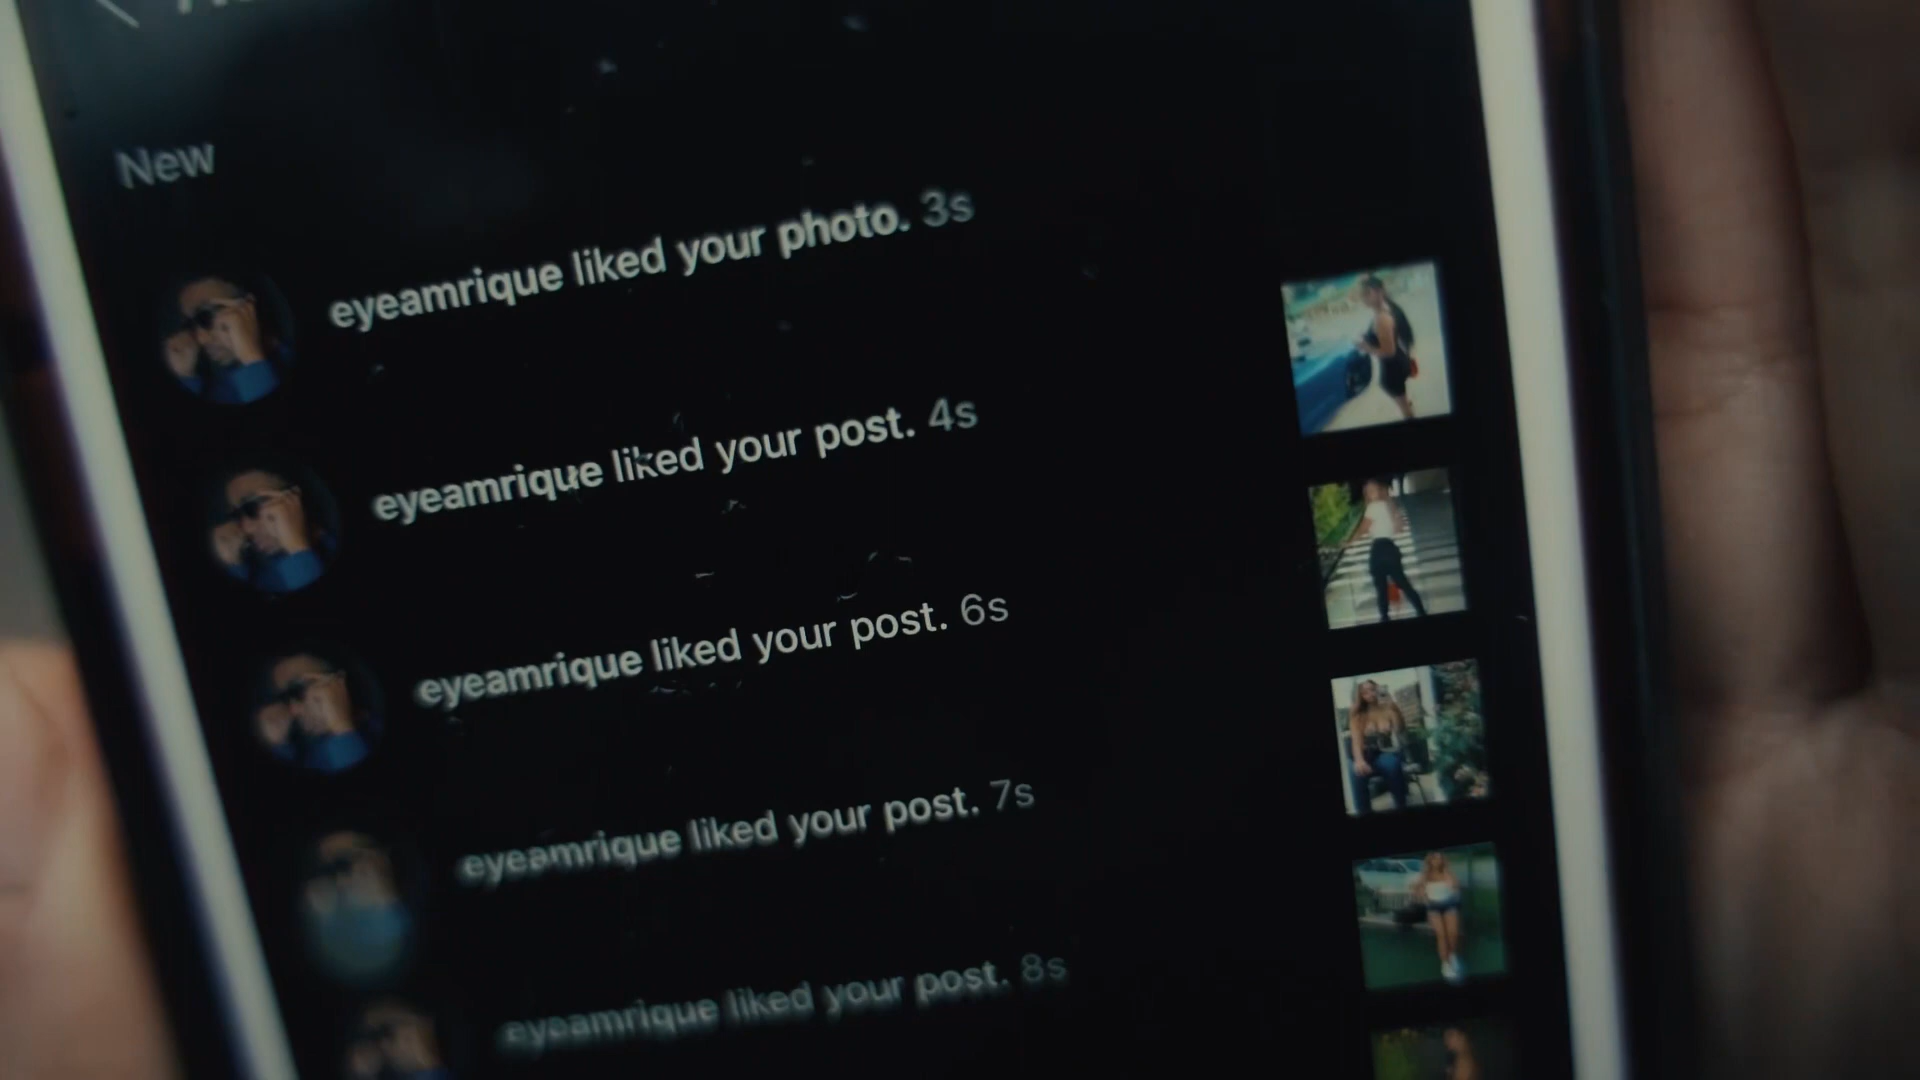 New
eyeamrique liked your photo. 3s
eyeamrique liked your post. 4s
eyeamrique liked your post. 6s
eyeamrique liked your post. 7s
eyeamrique liked your post. 8s